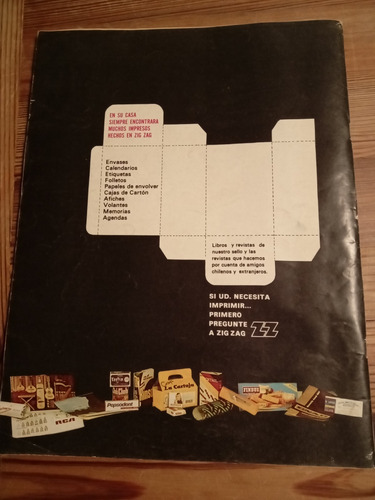 EN SU CASA
SIEMPRE ENCONTRARA
MUCHOS IMPRESOS
HECHOS EN ZIG ZAG
Envases
Calendarios
Etiquetas
Folletos
Papeles de envolver
Cajas de Cartón
Afiches
Volantes
Memorias
Agendas
Libros y revistas de
nuestro sello y las
revistas que hacemos
por cuenta de amigos
chilenos y extranjeros.
SI UD. NECESITA
IMPRIMIR...
PRIMERO
PREGUNTE
A ZIG ZAG
ZZ
La Carleja
Pepsodent
RCA